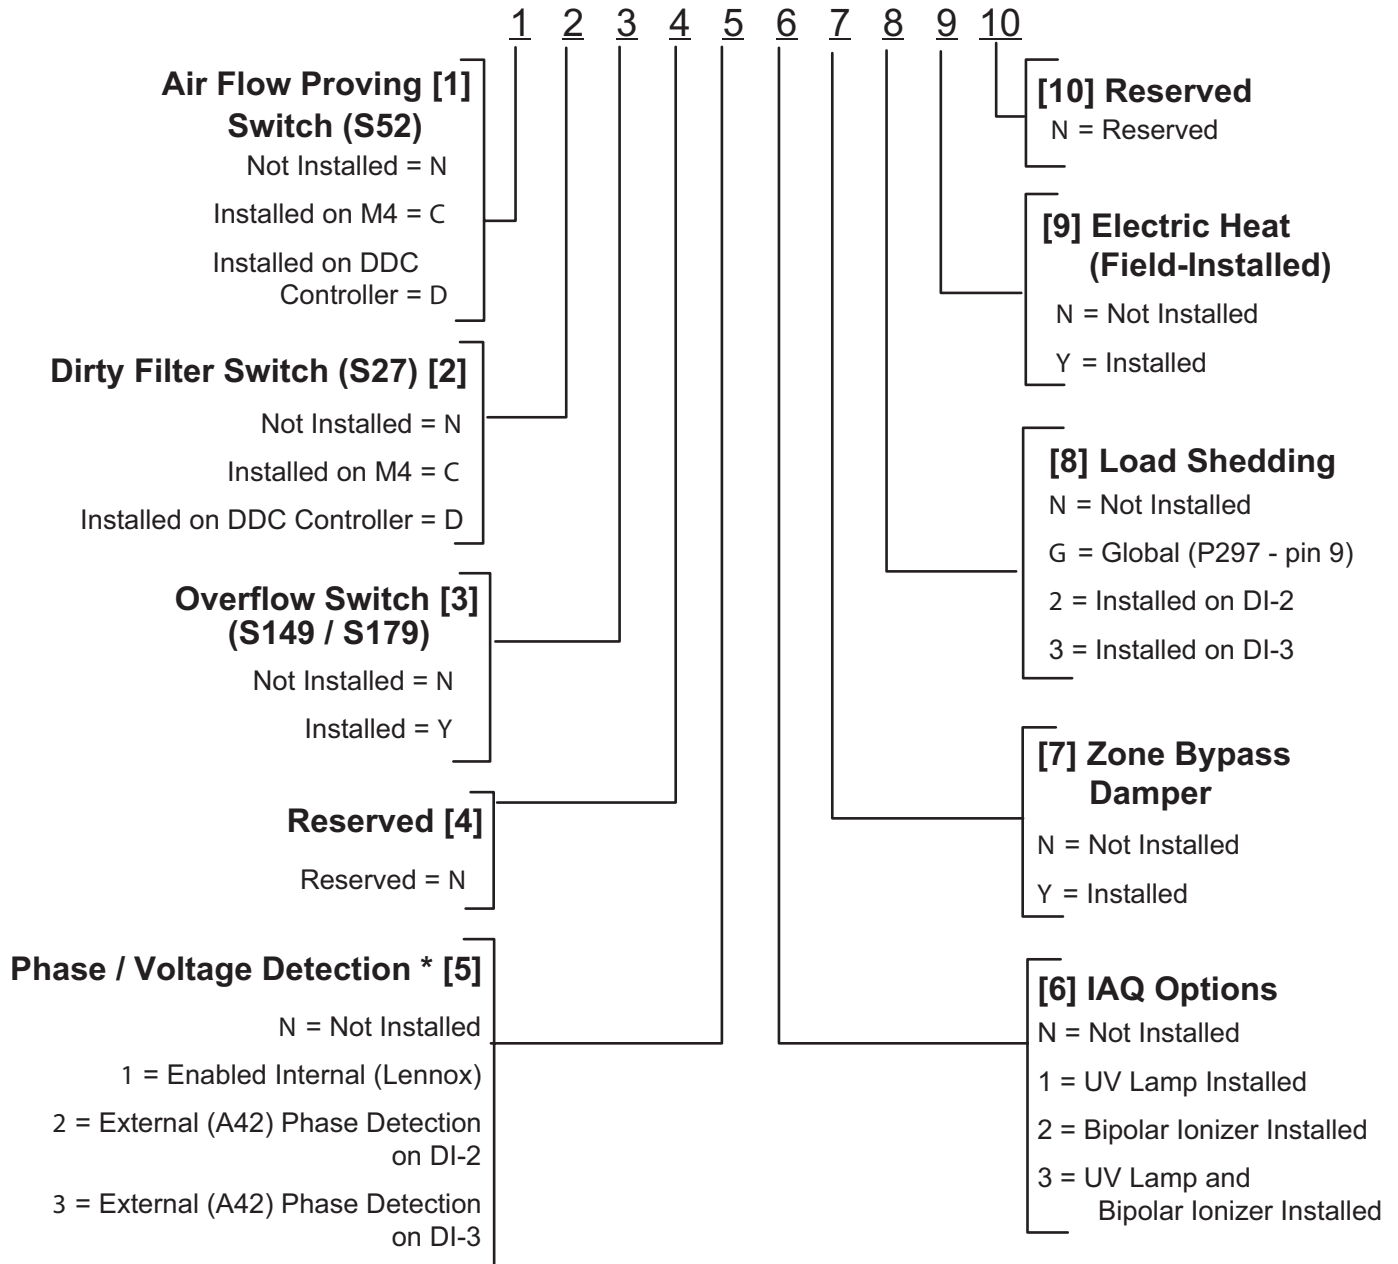 1 2 3 4 5 6 7 8 9 10
Air Flow Proving [1]
Switch (S52)
Not Installed = N
Installed on M4 = C
Installed on DDC
Controller = D
Dirty Filter Switch (S27) [2]
Not Installed = N
Installed on M4 = C
Installed on DDC Controller = D
Overflow Switch [3]
(S149 / S179)
Not Installed = N
Installed = Y
Reserved [4]
Reserved = N
Phase / Voltage Detection * [5]
N = Not Installed
1 = Enabled Internal (Lennox)
2 = External (A42) Phase Detection
on DI-2
3 = External (A42) Phase Detection
on DI-3
[10] Reserved
N = Reserved
[9] Electric Heat
(Field-Installed)
N = Not Installed
Y = Installed
[8] Load Shedding
N = Not Installed
G = Global (P297 - pin 9)
2 = Installed on DI-2
3 = Installed on DI-3
[7] Zone Bypass
Damper
N = Not Installed
Y = Installed
[6] IAQ Options
N = Not Installed
1 = UV Lamp Installed
2 = Bipolar Ionizer Installed
3 = UV Lamp and
Bipolar Ionizer Installed